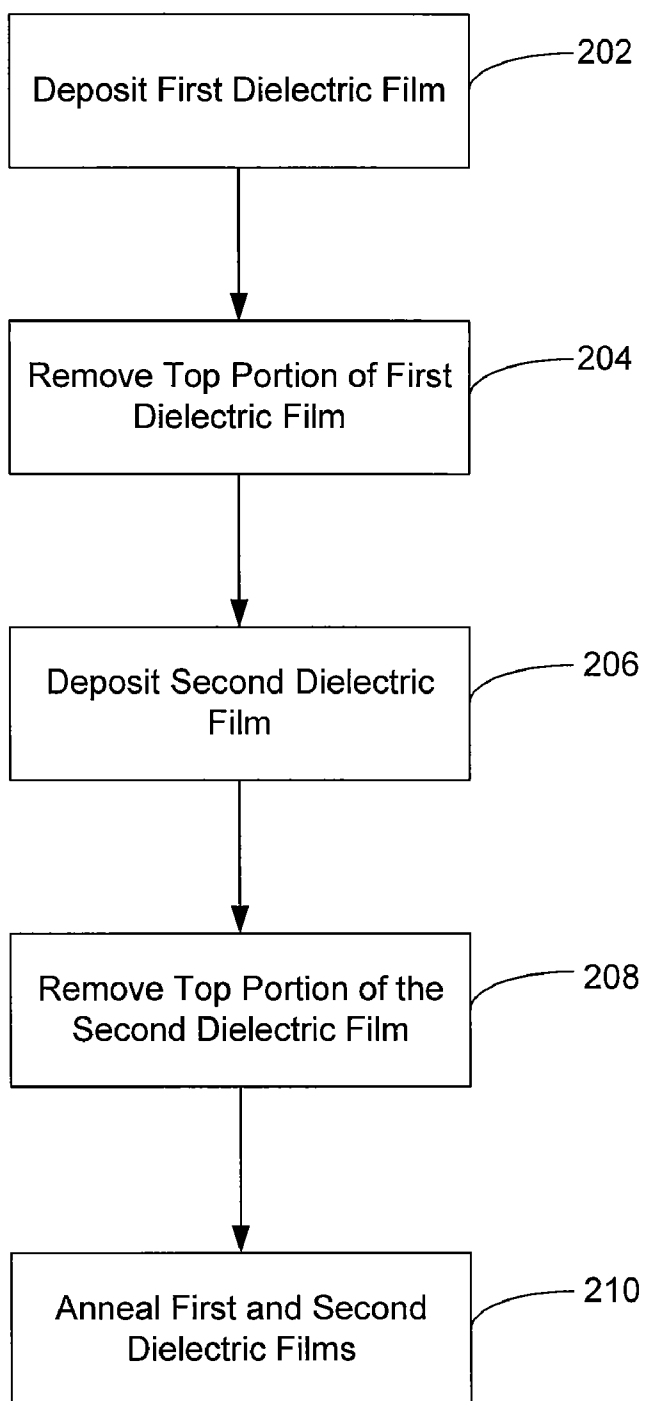 Deposit First Dielectric Film
202
Remove Top Portion of First
Dielectric Film
204
Deposit Second Dielectric
Film
206
Remove Top Portion of the
Second Dielectric Film
208
Anneal First and Second
Dielectric Films
210